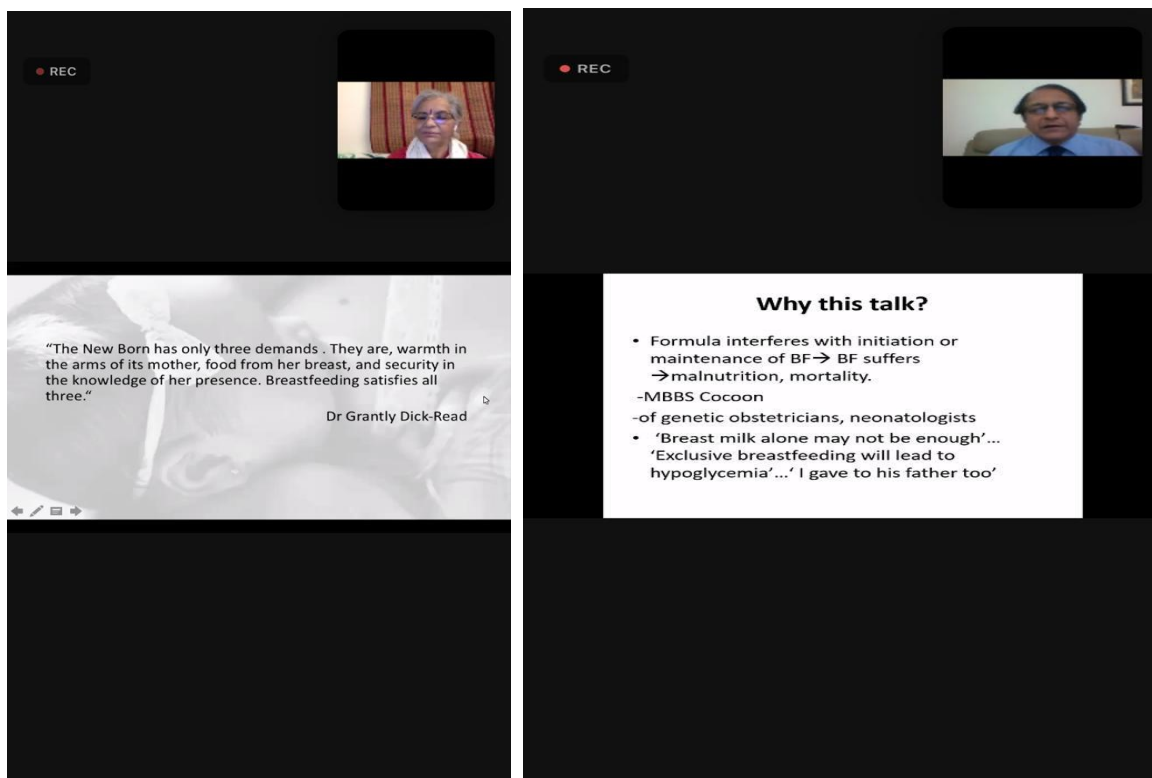 REC
“The New Born has only three demands . They are, warmth in
the arms of its mother, food from her breast, and security in
the knowledge of her presence. Breastfeeding satisfies all
three.“
Dr Grantly Dick-Read
REC
Why this talk?
• Formula interferes with initiation or
maintenance of BF→ BF suffers
→malnutrition, mortality.
-MBBS Cocoon
-of genetic obstetricians, neonatologists
• ‘Breast milk alone may not be enough’...
‘Exclusive breastfeeding will lead to
hypoglycemia’...‘ I gave to his father too’